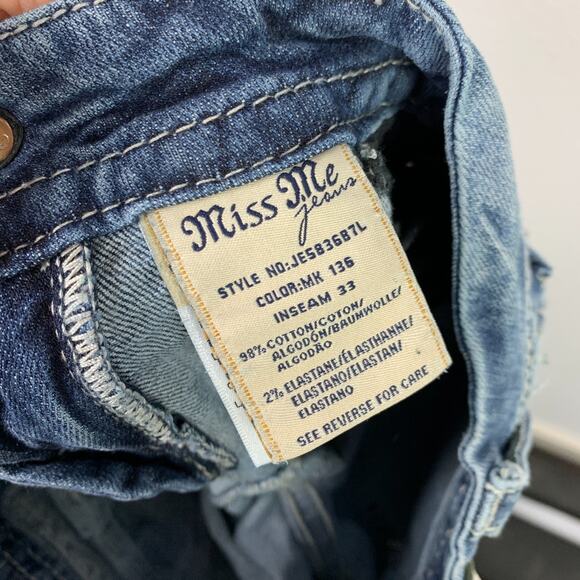 Miss Me
jeans
STYLE NO:JE5836B7L
COLOR:MK 136
INSEAM 33
98% COTTON/COTON/
ALGODÓN/BAUMWOLLE/
ALGODÃO
2% ELASTANE/ÉLASTHANNE/
ELASTANO/ELASTAN/
ELASTANO
SEE REVERSE FOR CARE